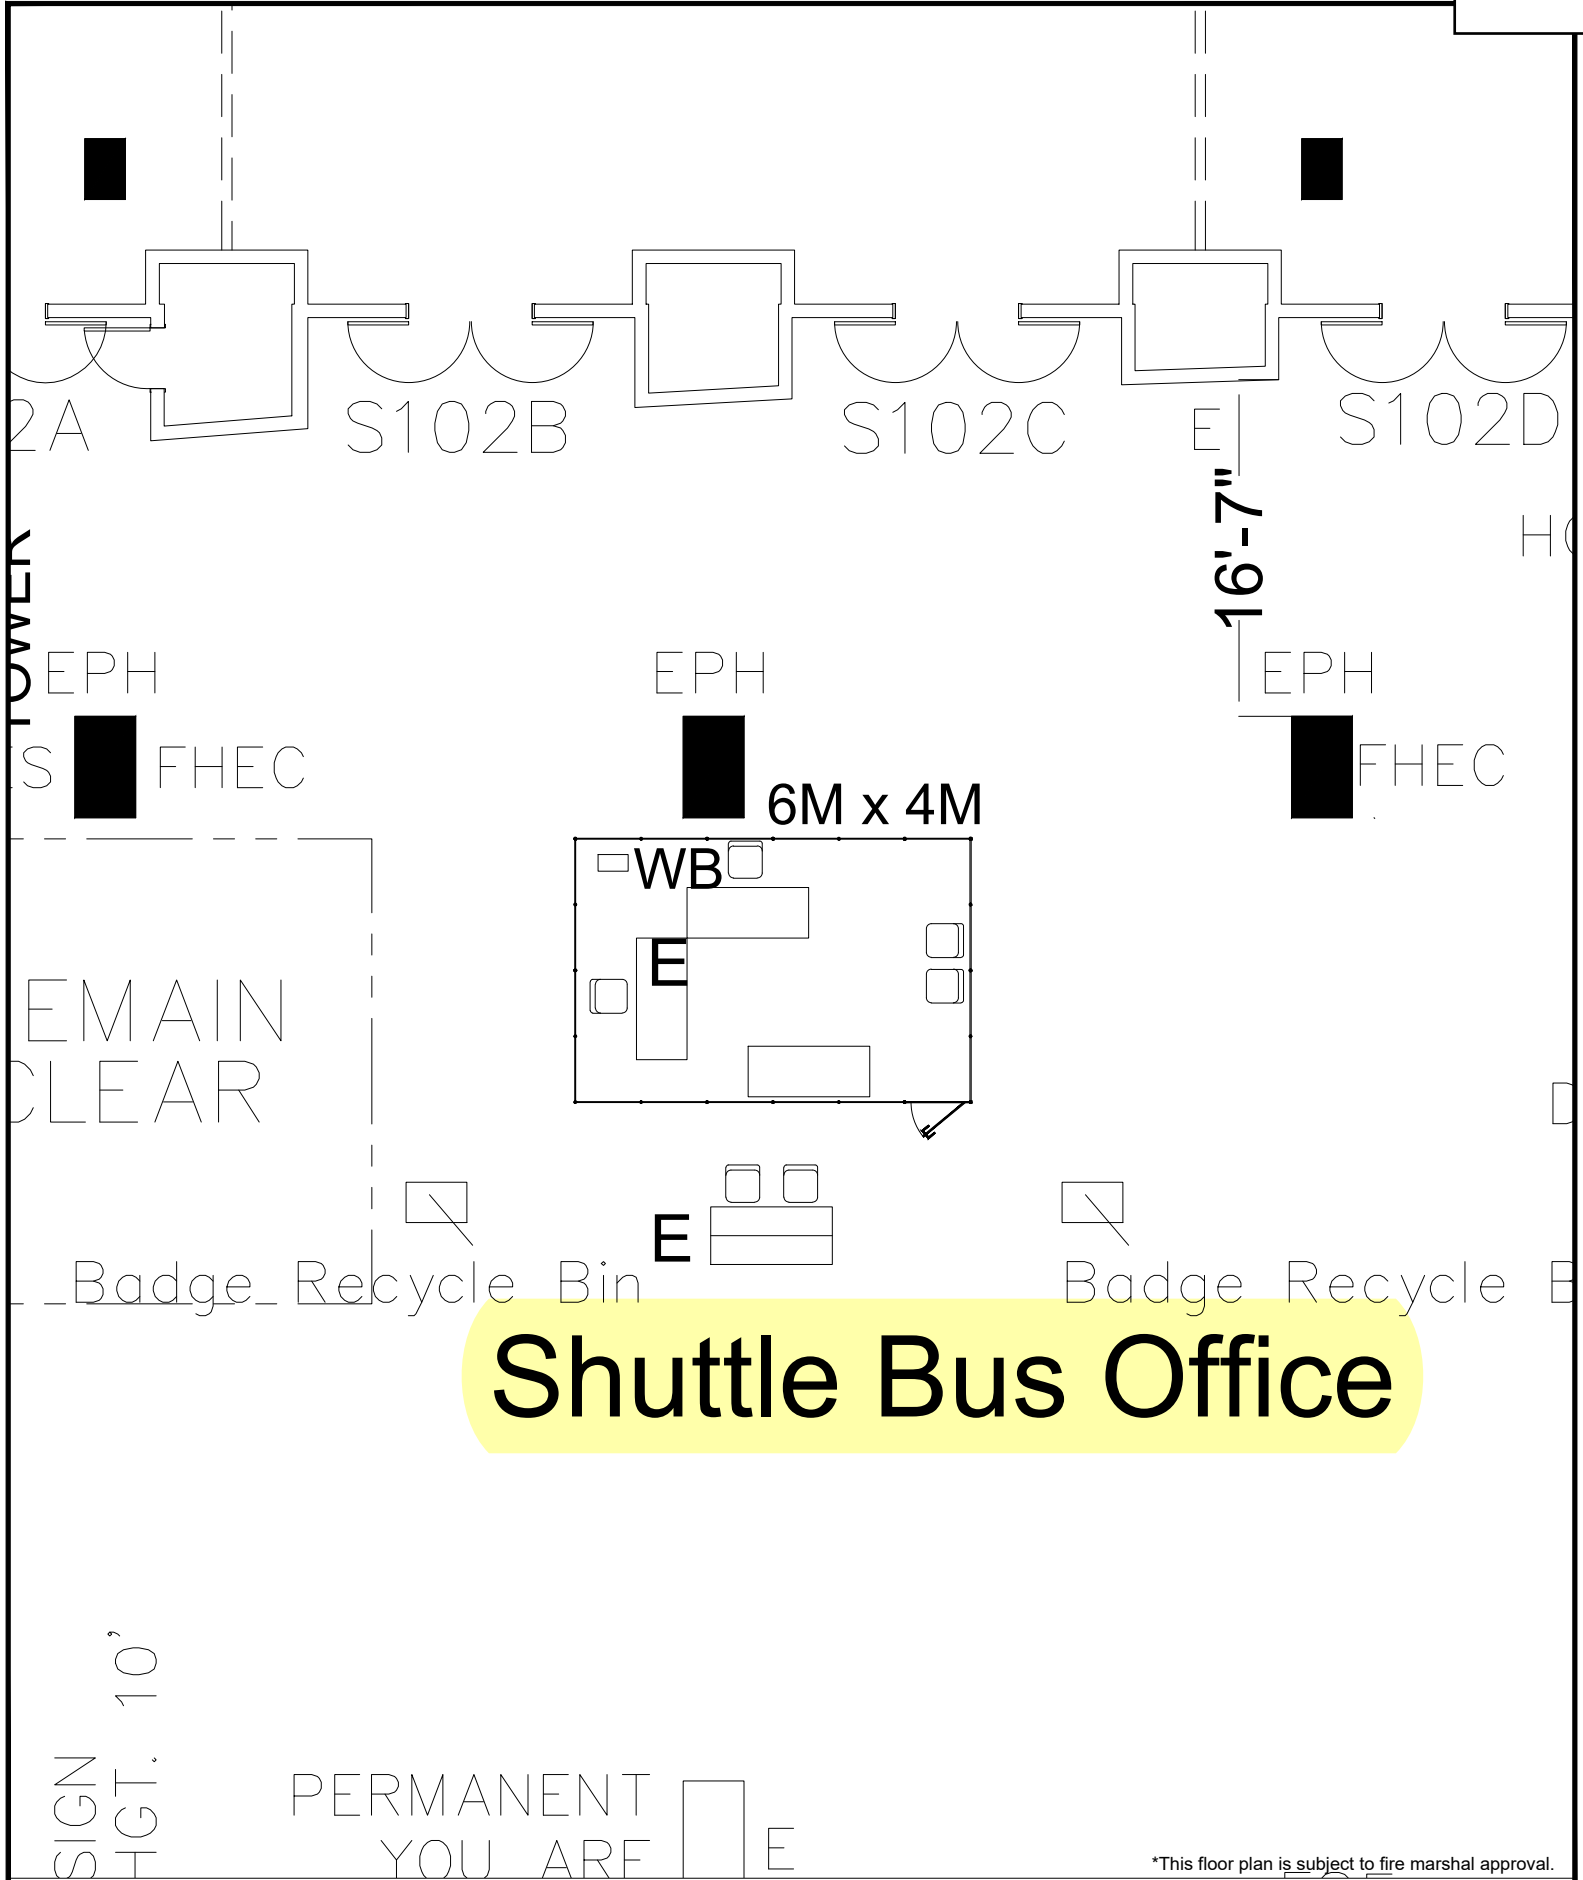 2A
S102B
S102C
E
S102D
16'-7"
TOWER
EPH
EPH
EPH
FHEC
FHEC
6M x 4M
WB
E
EMAIN
CLEAR
E
E
Badge Recycle Bin
Badge Recycle B
Shuttle Bus Office
SIGN
HGT. 10'
PERMANENT
YOU ARE
E
*This floor plan is subject to fire marshal approval.